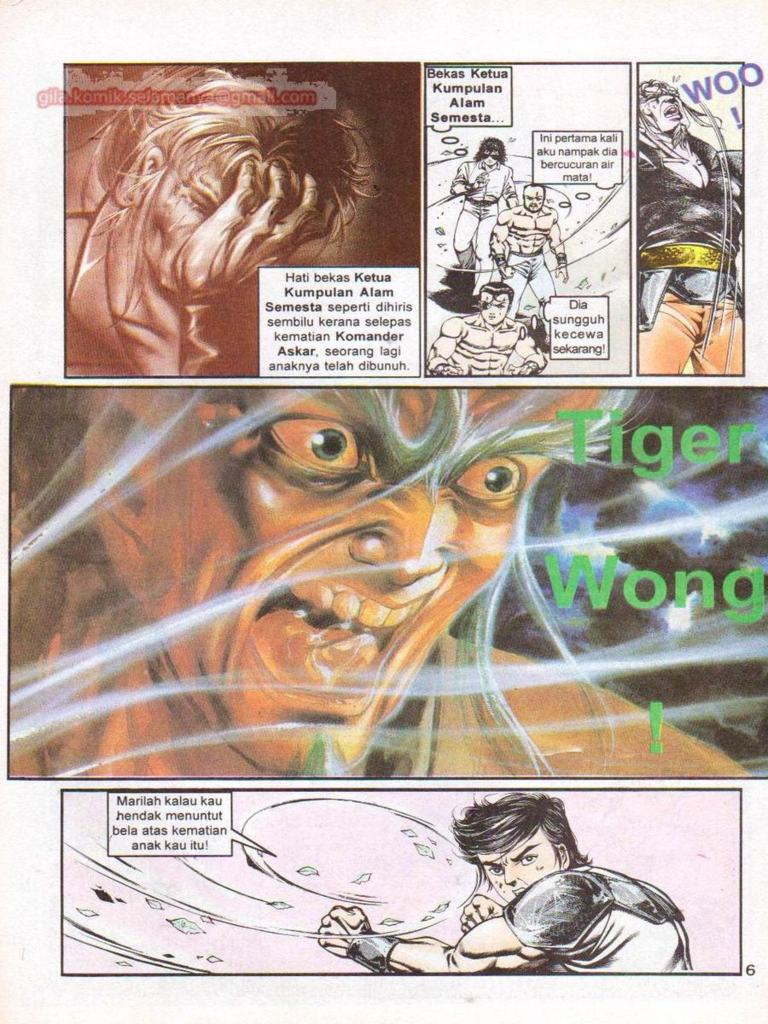 gila.komik.selamanya@gmail.com
Hati bekas Ketua
Kumpulan Alam
Semesta seperti dihiris
sembilu kerana selepas
kematian Komander
Askar, seorang lagi
anaknya telah dibunuh.
Bekas Ketua
Kumpulan
Alam
Semesta...
Ini pertama kali
aku nampak dia
bercucuran air
mata!
Dia
sungguh
kecewa
sekarang!
WOO
!
Tiger
Wong
!
Marilah kalau kau
hendak menuntut
bela atas kematian
anak kau itu!
6